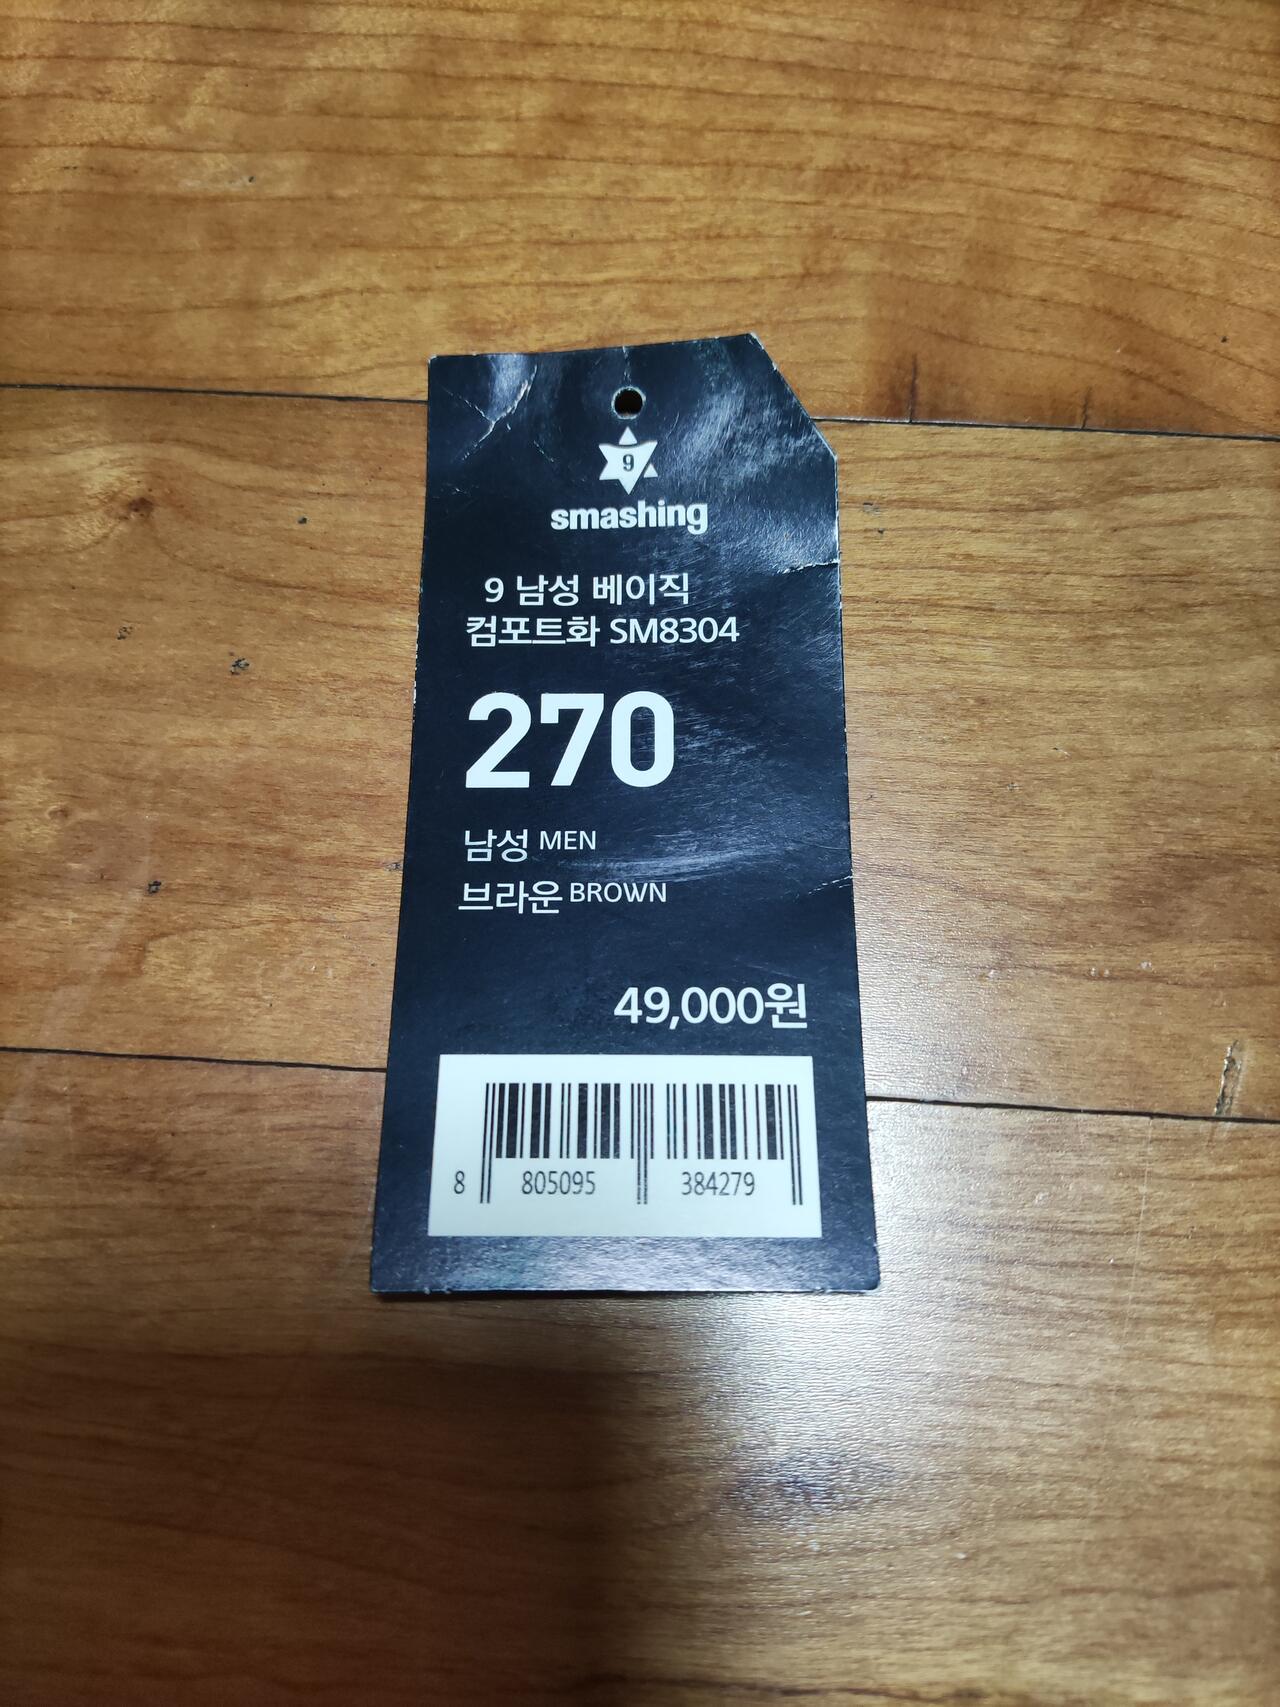 9
smashing
9 남성 베이직
컴포트화 SM8304
270
남성 MEN
브라운 BROWN
49,000원
8 805095 384279